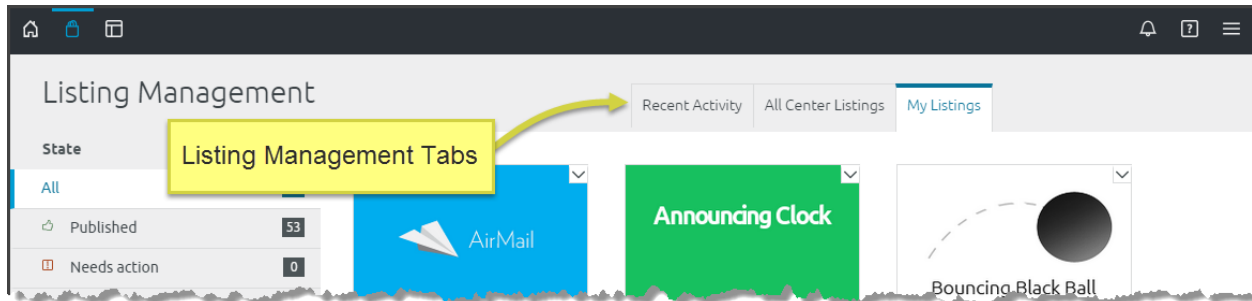 Listing Management
Recent Activity
All Center Listings
My Listings
Listing Management Tabs
State
All
Published
53
Needs action
0
AirMail
Announcing Clock
Bouncing Black Ball